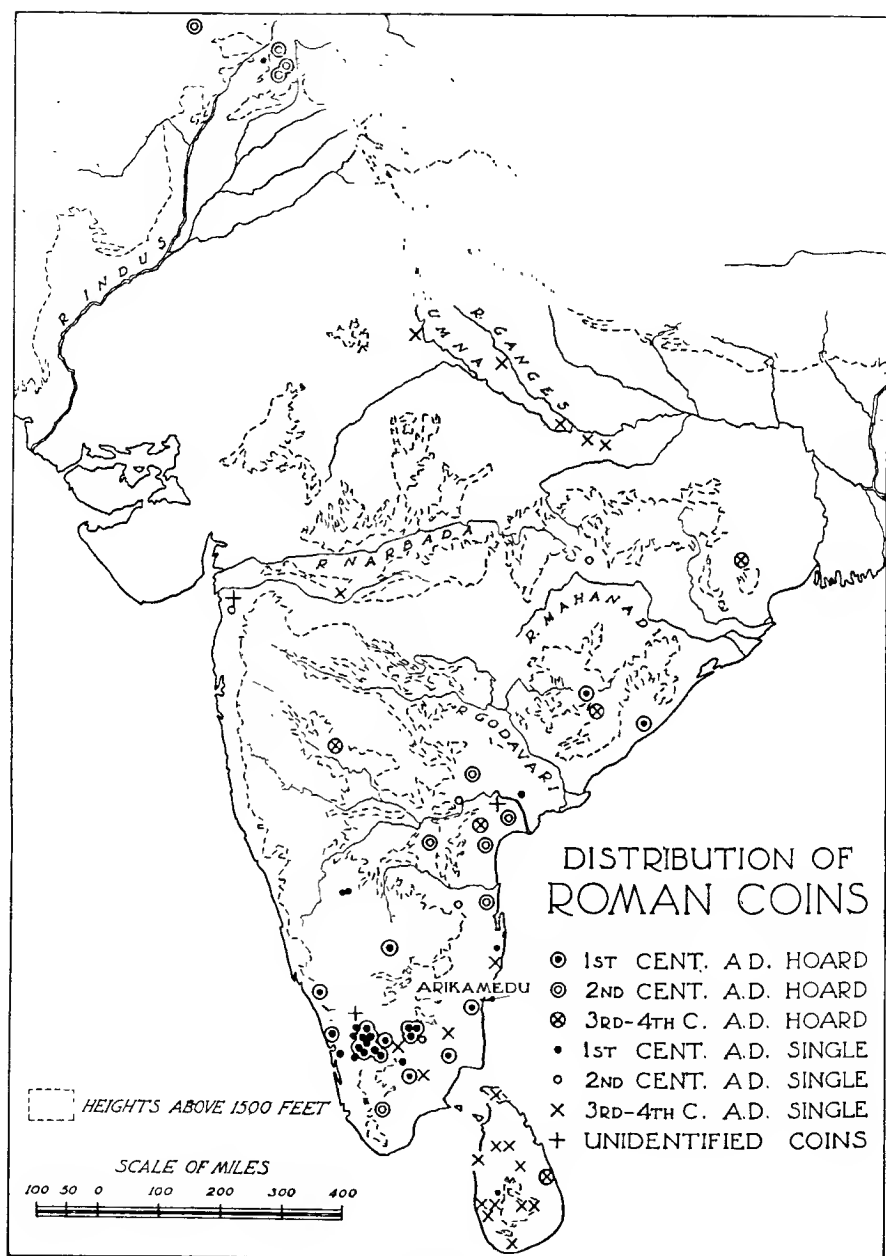 R. INDUS
UMNA
R. GANGES
R NARBADA
R. MAHANADI
R. GODAVARI
DISTRIBUTION OF
ROMAN COINS
1ST CENT. A.D. HOARD
2ND CENT. A.D. HOARD
3RD-4TH C. A.D. HOARD
1ST CENT. A.D. SINGLE
2ND CENT. A.D. SINGLE
3RD-4TH C. A.D. SINGLE
UNIDENTIFIED COINS
ARIKAMEDU
HEIGHTS ABOVE 1500 FEET
SCALE OF MILES
100 50 0 100 200 300 400